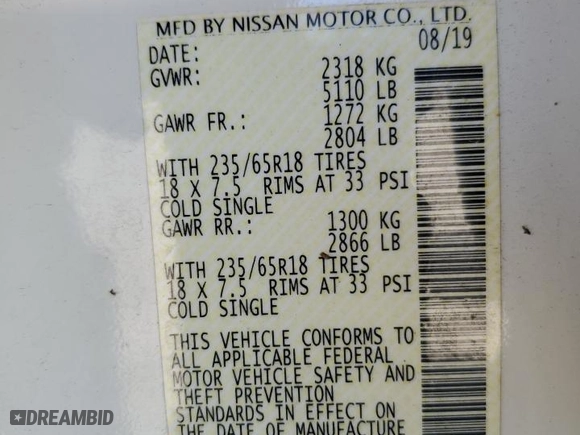 MFD BY NISSAN MOTOR CO., LTD.
DATE: 08/19
GVWR: 2318 KG
5110 LB
GAWR FR.: 1272 KG
2804 LB
WITH 235/65R18 TIRES
18 X 7.5 RIMS AT 33 PSI
COLD SINGLE
GAWR RR.: 1300 KG
2866 LB
WITH 235/65R18 TIRES
18 X 7.5 RIMS AT 33 PSI
COLD SINGLE
THIS VEHICLE CONFORMS TO
ALL APPLICABLE FEDERAL
MOTOR VEHICLE SAFETY AND
THEFT PREVENTION
STANDARDS IN EFFECT ON
THE DATE OF MANUFACTURE
DREAMBID